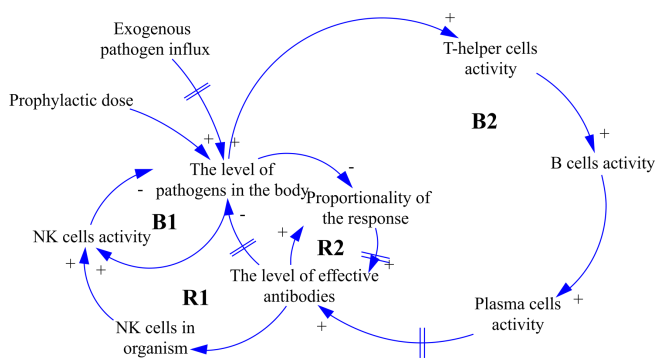 Exogenous
pathogen influx
+
T-helper cells
activity
Prophylactic dose
B2
+
+
+
The level of
pathogens in the body
B cells activity
-
-
-
Proportionality of
the response
B1
NK cells activity
+
R2
+
+
+
The level of effective
antibodies
R1
Plasma cells
activity
+
+
NK cells in
organism